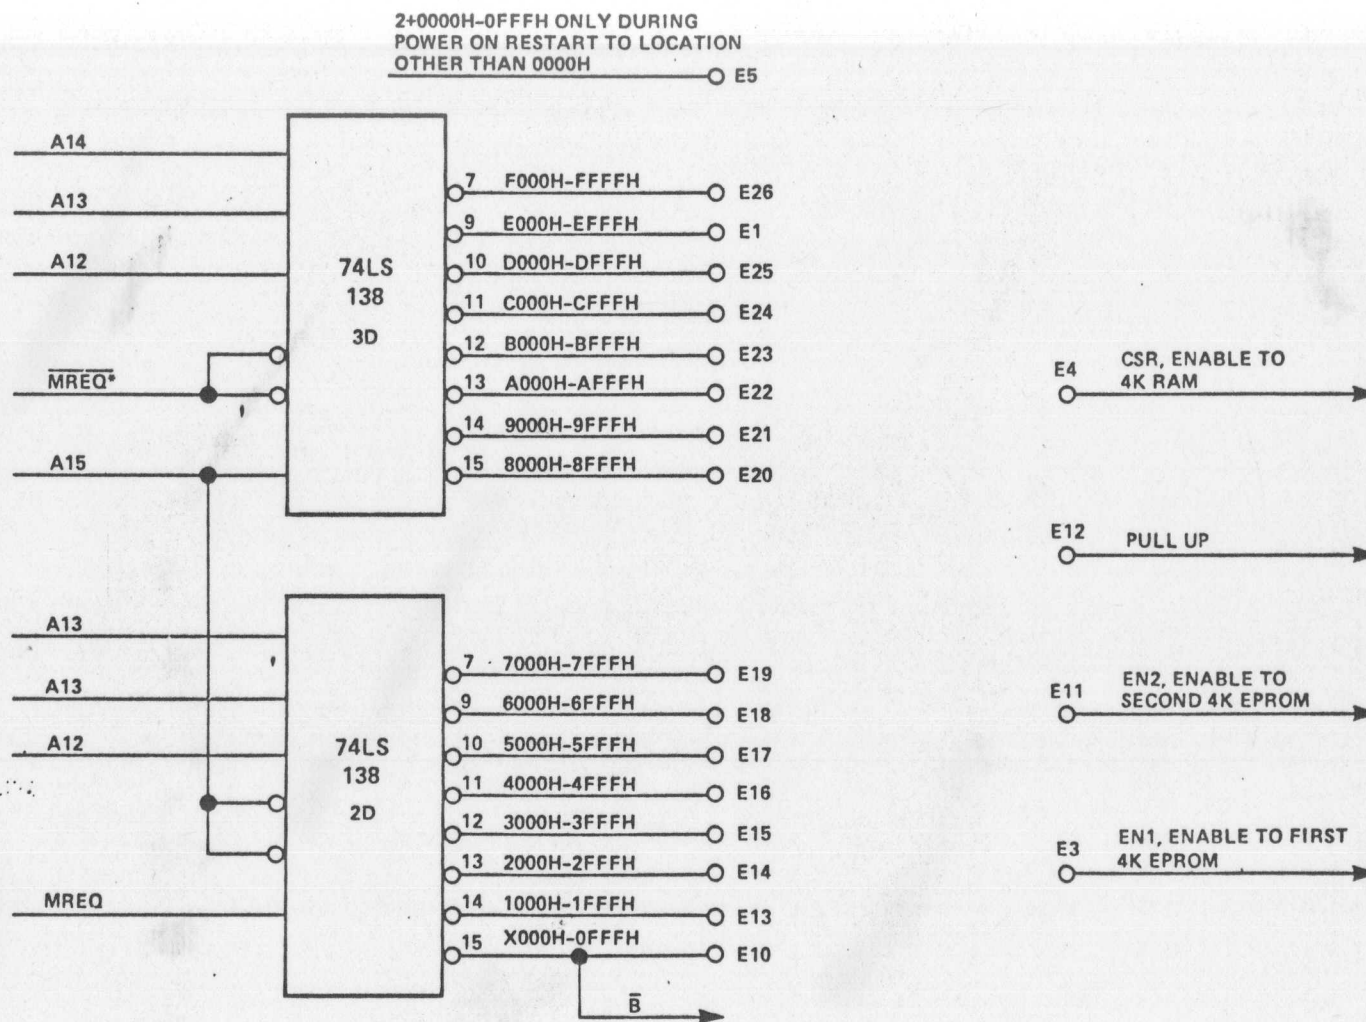 2+0000H-0FFFH ONLY DURING
POWER ON RESTART TO LOCATION
OTHER THAN 0000H
E5
A14
A13
A12
MREQ*
A15
74LS
138
3D
7 F000H-FFFFH E26
9 E000H-EFFFH E1
10 D000H-DFFFH E25
11 C000H-CFFFH E24
12 B000H-BFFFH E23
13 A000H-AFFFH E22
14 9000H-9FFFH E21
15 8000H-8FFFH E20
A13
A13
A12
MREQ
74LS
138
2D
7 7000H-7FFFH E19
9 6000H-6FFFH E18
10 5000H-5FFFH E17
11 4000H-4FFFH E16
12 3000H-3FFFH E15
13 2000H-2FFFH E14
14 1000H-1FFFH E13
15 X000H-0FFFH E10
B
E4
CSR, ENABLE TO
4K RAM
E12
PULL UP
E11
EN2, ENABLE TO
SECOND 4K EPROM
E3
EN1, ENABLE TO FIRST
4K EPROM